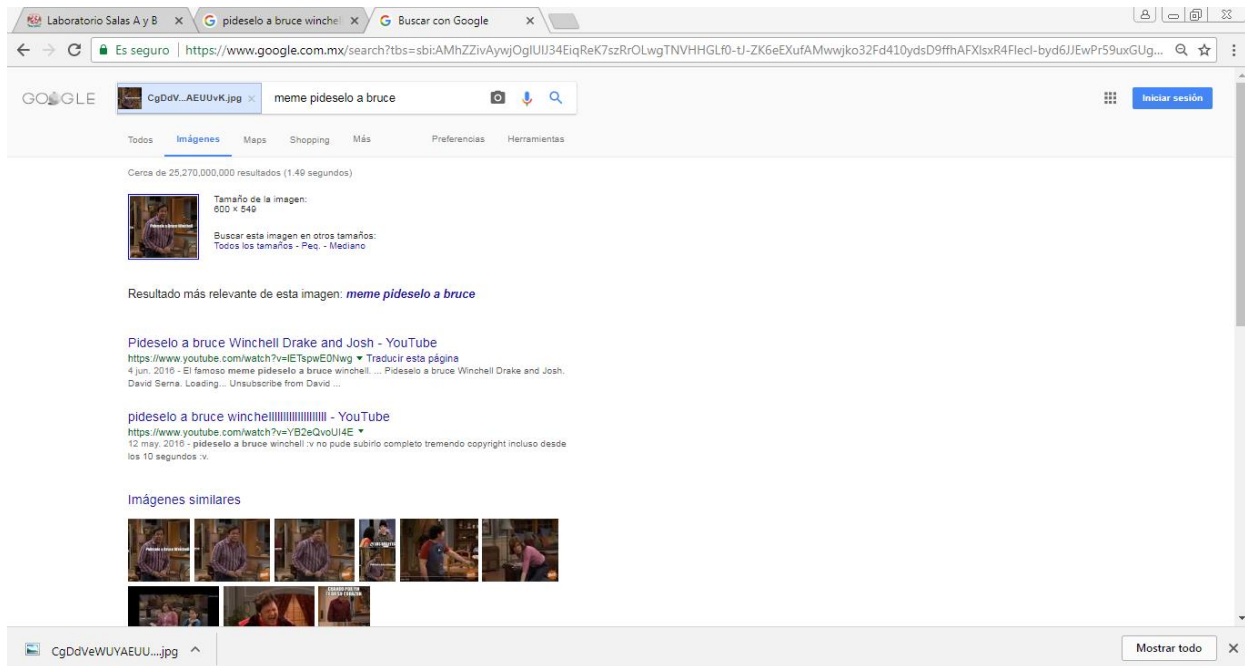 Laboratorio Salas A y B
pideselo a bruce winchel
Buscar con Google
Es seguro
https://www.google.com.mx/search?tbs=sbi:
GOOGLE
CgDdV...AEUUvK.jpg
meme pideselo a bruce
Iniciar sesión
Todos Imágenes Maps Shopping Más Preferencias Herramientas
Cerca de 25,270,000,000 resultados (1.49 segundos)
Tamaño de la imagen:
600 × 549
Buscar esta imagen en otros tamaños:
Todos los tamaños - Peq. - Mediano
Resultado más relevante de esta imagen: meme pideselo a bruce
Pideselo a bruce Winchell Drake and Josh - YouTube
https://www.youtube.com/watch?v=IETspwE0Nwg ▾ Traducir esta página
4 jun. 2016 - El famoso meme pideselo a bruce winchell. ... Pideselo a bruce Winchell Drake and Josh.
David Serna. Loading... Unsubscribe from David ...
pideselo a bruce winchelllllllllllllllllllll - YouTube
https://www.youtube.com/watch?v=YB2eQvoUI4E ▾
12 may. 2016 - pideselo a bruce winchell :v no pude subirlo completo tremendo copyright incluso desde
los 10 segundos :v.
Imágenes similares
Pideselo a Bruce Winchell
CgDdVeWUYAEUU....jpg
Mostrar todo